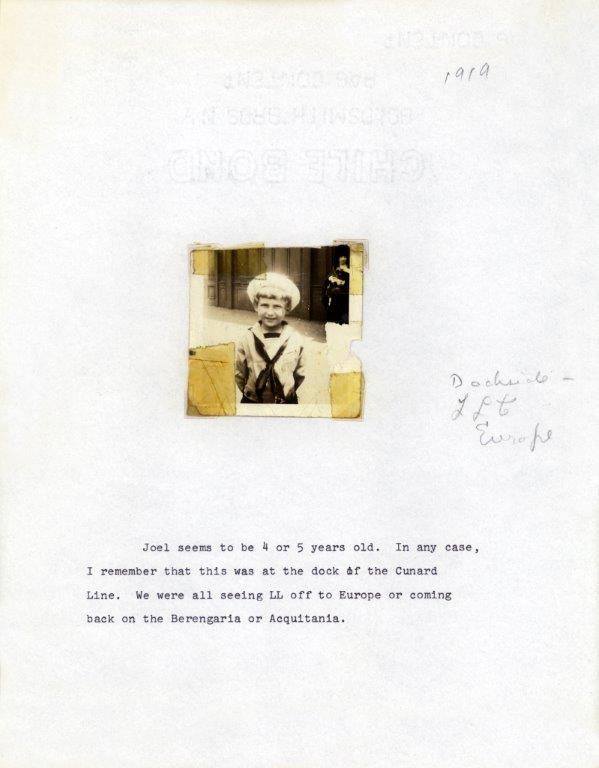 1919
Dockside –
LL to
Europe
Joel seems to be 4 or 5 years old.  In any case,
I remember that this was at the dock of the Cunard
Line.  We were all seeing LL off to Europe or coming
back on the Berengaria or Acquitania.